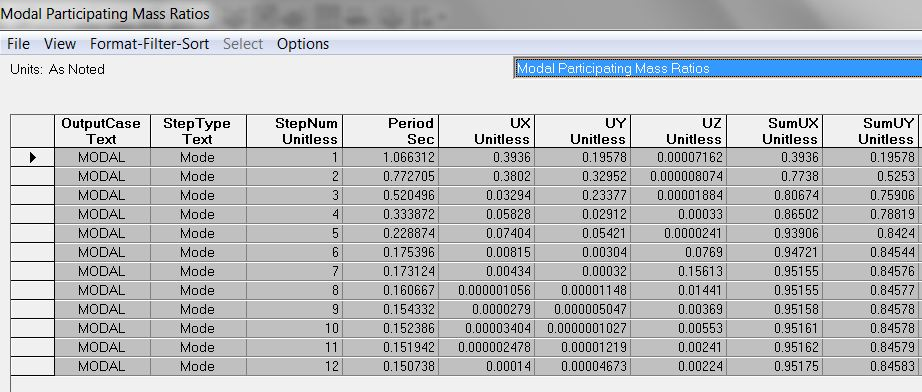 Modal Participating Mass Ratios
File View Format-Filter-Sort Select Options
Units: As Noted Modal Participating Mass Ratios
OutputCase StepType StepNum Period UX UY UZ SumUX SumUY
Text Text Unitless Sec Unitless Unitless Unitless Unitless Unitless
MODAL Mode 1 1.066312 0.3936 0.19578 0.00007162 0.3936 0.19578
MODAL Mode 2 0.772705 0.3802 0.32952 0.000008074 0.7738 0.5253
MODAL Mode 3 0.520496 0.03294 0.23377 0.00001884 0.80674 0.75906
MODAL Mode 4 0.333872 0.05828 0.02912 0.00033 0.86502 0.78819
MODAL Mode 5 0.228874 0.07404 0.05421 0.0000241 0.93906 0.8424
MODAL Mode 6 0.175396 0.00815 0.00304 0.0769 0.94721 0.84544
MODAL Mode 7 0.173124 0.00434 0.00032 0.15613 0.95155 0.84576
MODAL Mode 8 0.160667 0.000001056 0.00001148 0.01441 0.95155 0.84577
MODAL Mode 9 0.154332 0.0000279 0.000005047 0.00369 0.95158 0.84578
MODAL Mode 10 0.152386 0.00003404 0.0000001027 0.00553 0.95161 0.84578
MODAL Mode 11 0.151942 0.000002478 0.00001219 0.00241 0.95162 0.84579
MODAL Mode 12 0.150738 0.00014 0.00004673 0.00224 0.95175 0.84583